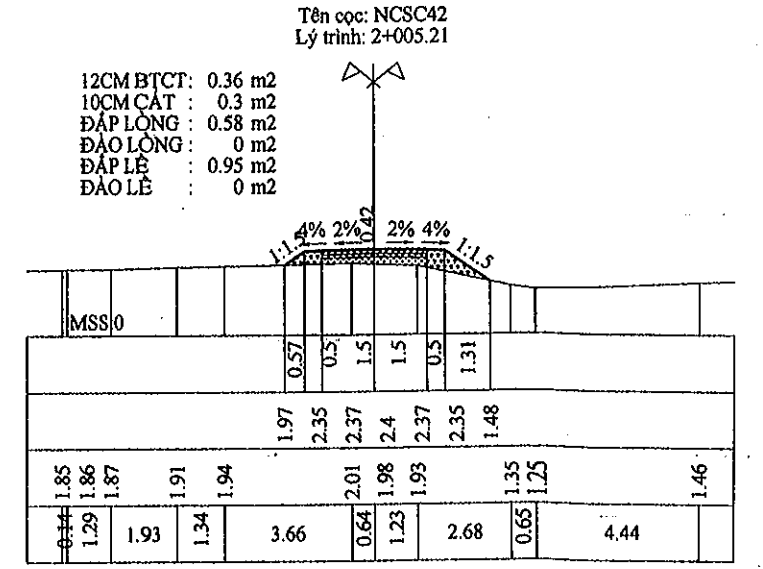 Tên cọc: NCSC42
Lý trình: 2+005.21
12CM BTCT: 0.36 m2
10CM CÁT : 0.3 m2
ĐẮP LÒNG : 0.58 m2
ĐÀO LÒNG : 0 m2
ĐẮP LỀ : 0.95 m2
ĐÀO LỀ : 0 m2
0.42
1:1.5 4% 2% 2% 4% 1:1.5
MSS:0
0.57 0.5 1.5 1.5 0.5 1.31
1.97 2.35 2.37 2.4 2.37 2.35 1.48
1.85 1.86 1.87 1.91 1.94 2.01 1.98 1.93 1.35 1.25 1.46
0.14 1.29 1.93 1.34 3.66 0.64 1.23 2.68 0.65 4.44